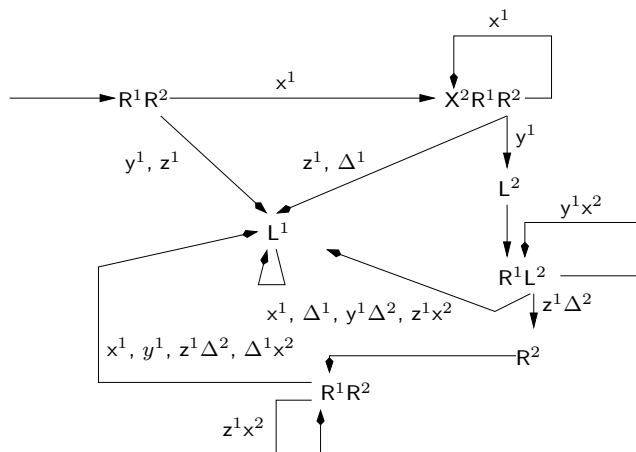 x¹
R¹R² x¹ X²R¹R²
y¹, z¹ z¹, Δ¹ y¹
L²
y¹x²
L¹
R¹L²
x¹, Δ¹, y¹Δ², z¹x² z¹Δ²
x¹, y¹, z¹Δ², Δ¹x² R²
R¹R²
z¹x²